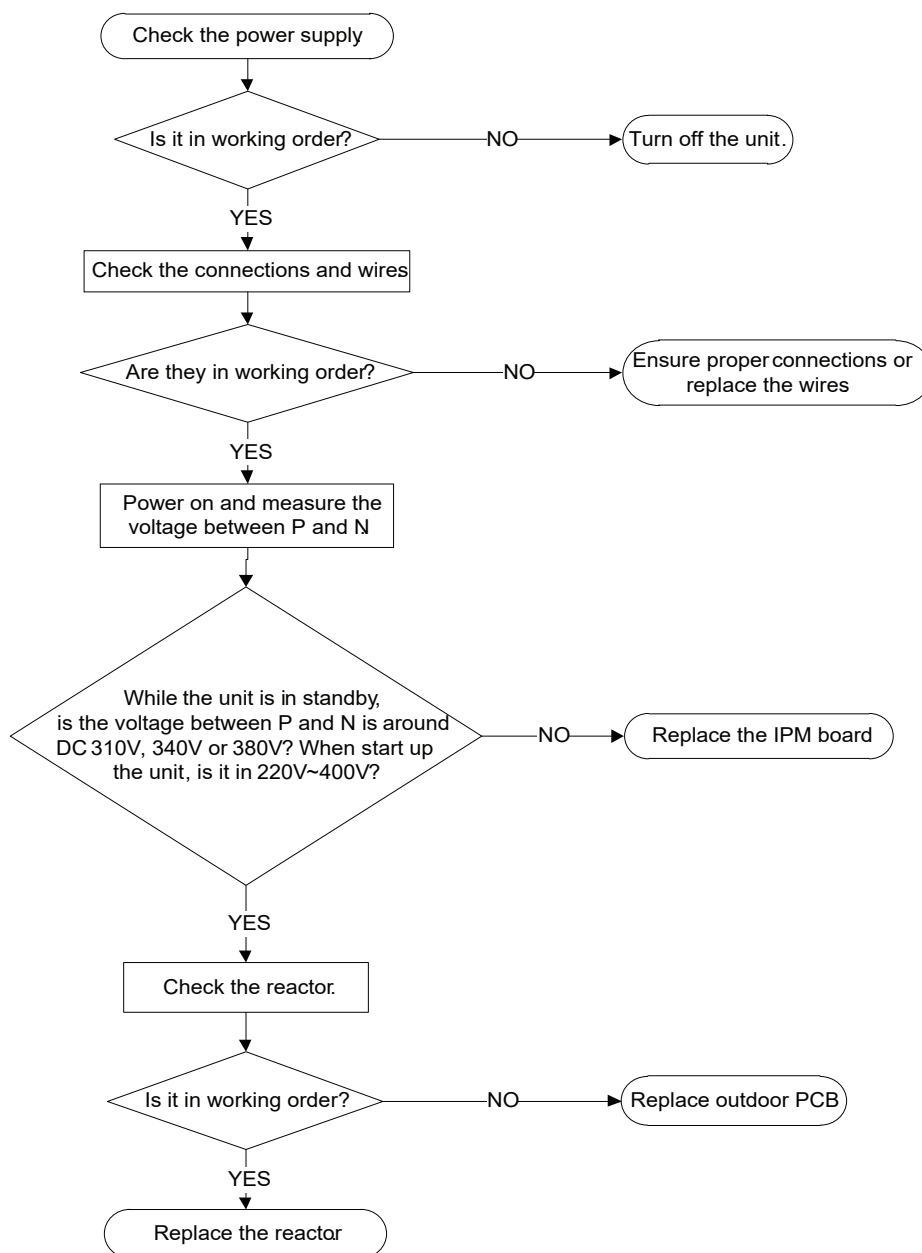 Check the power supply
Is it in working order?
NO
Turn off the unit.
YES
Check the connections and wires
Are they in working order?
NO
Ensure proper connections or
replace the wires
YES
Power on and measure the
voltage between P and N.
While the unit is in standby,
is the voltage between P and N is around
DC 310V, 340V or 380V? When start up
the unit, is it in 220V~400V?
NO
Replace the IPM board
YES
Check the reactor.
Is it in working order?
NO
Replace outdoor PCB
YES
Replace the reactor.